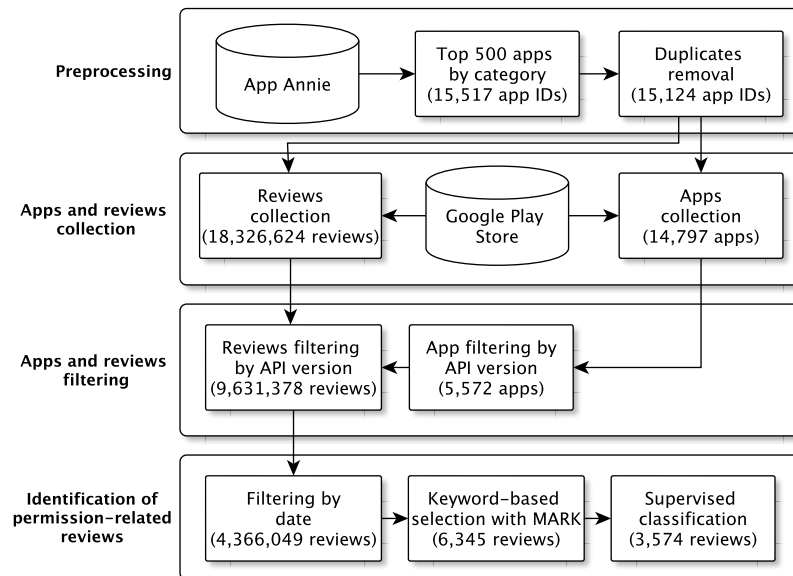 Preprocessing
App Annie
Top 500 apps
by category
(15,517 app IDs)
Duplicates
removal
(15,124 app IDs)
Apps and reviews
collection
Reviews
collection
(18,326,624 reviews)
Google Play
Store
Apps
collection
(14,797 apps)
Apps and reviews
filtering
Reviews filtering
by API version
(9,631,378 reviews)
App filtering by
API version
(5,572 apps)
Identification of
permission-related
reviews
Filtering by
date
(4,366,049 reviews)
Keyword-based
selection with MARK
(6,345 reviews)
Supervised
classification
(3,574 reviews)